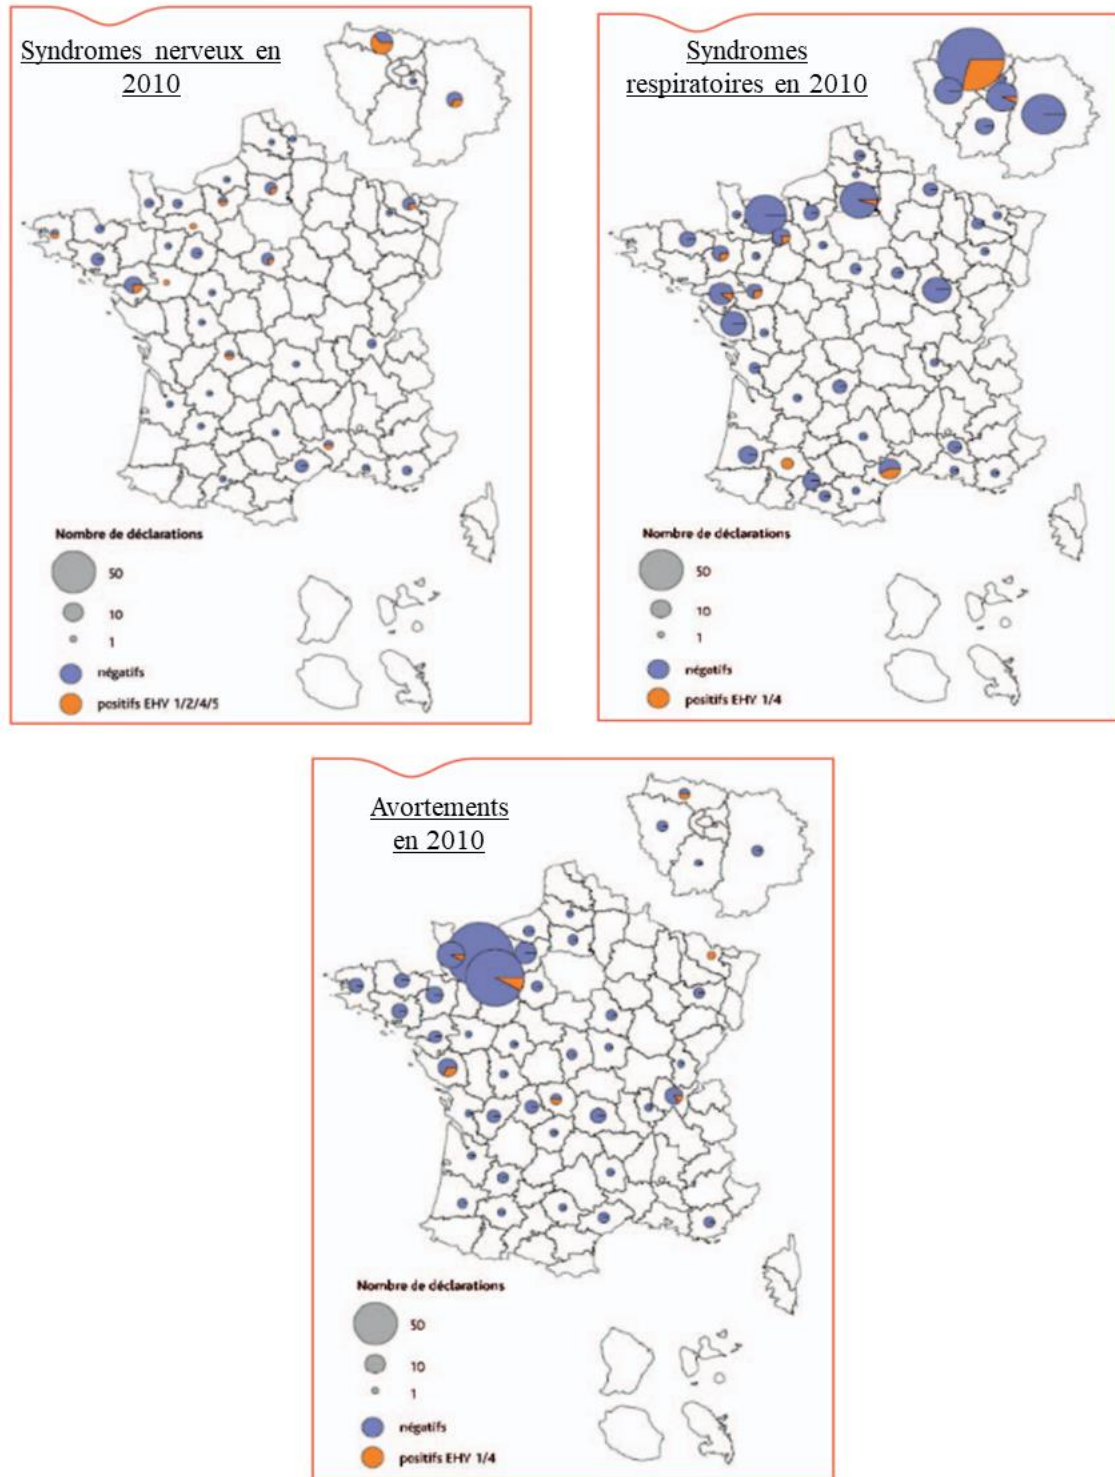 Syndromes nerveux en
2010
Nombre de déclarations
50
10
1
négatifs
positifs EHV 1/2/4/5
Syndromes
respiratoires en 2010
Nombre de déclarations
50
10
1
négatifs
positifs EHV 1/4
Avortements
en 2010
Nombre de déclarations
50
10
1
négatifs
positifs EHV 1/4